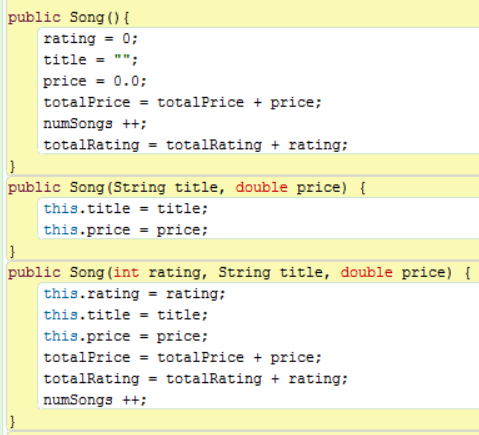 public Song(){
rating = 0;
title = "";
price = 0.0;
totalPrice = totalPrice + price;
numSongs ++;
totalRating = totalRating + rating;
}
public Song(String title, double price) {
this.title = title;
this.price = price;
}
public Song(int rating, String title, double price) {
this.rating = rating;
this.title = title;
this.price = price;
totalPrice = totalPrice + price;
totalRating = totalRating + rating;
numSongs ++;
}